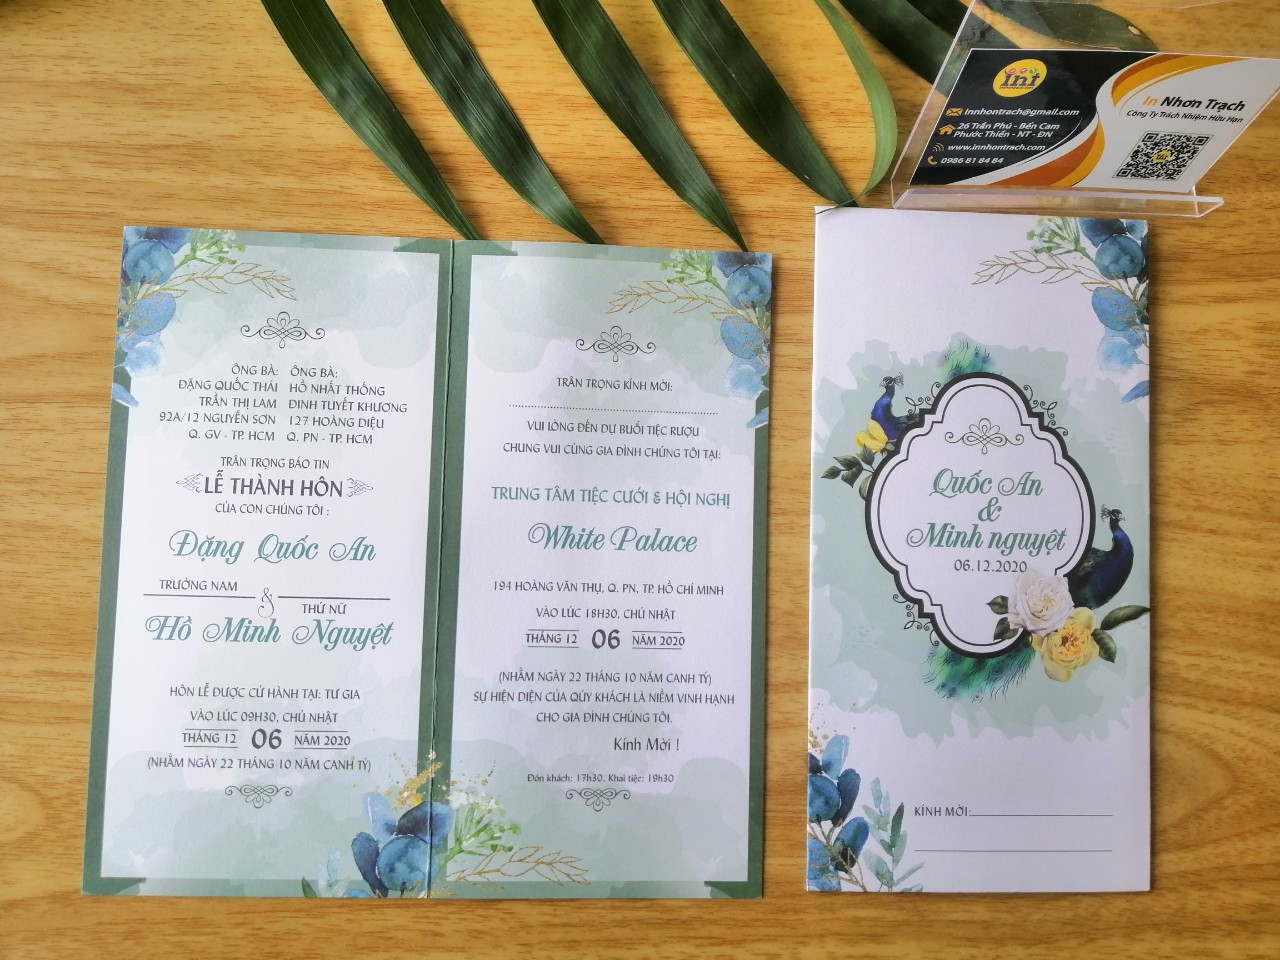 ÔNG BÀ: ÔNG BÀ:
ĐẶNG QUỐC THÁI HỒ NHẤT THỐNG
TRẦN THỊ LAM ĐINH TUYẾT KHƯƠNG
92A/12 NGUYỄN SƠN 127 HOÀNG DIỆU
Q. GV - TP. HCM Q. PN - TP. HCM
TRÂN TRỌNG BÁO TIN
LỄ THÀNH HÔN
CỦA CON CHÚNG TÔI :
Đặng Quốc An
TRƯỞNG NAM
&
THỨ NỮ
Hồ Minh Nguyệt
HÔN LỄ ĐƯỢC CỬ HÀNH TẠI: TƯ GIA
VÀO LÚC 09H30, CHỦ NHẬT
THÁNG 12 06 NĂM 2020
(NHẰM NGÀY 22 THÁNG 10 NĂM CANH TÝ)
TRÂN TRỌNG KÍNH MỜI:
VUI LÒNG ĐẾN DỰ BUỔI TIỆC RƯỢU
CHUNG VUI CÙNG GIA ĐÌNH CHÚNG TÔI TẠI:
TRUNG TÂM TIỆC CƯỚI & HỘI NGHỊ
White Palace
194 HOÀNG VĂN THỤ, Q. PN, TP. HỒ CHÍ MINH
VÀO LÚC 18H30, CHỦ NHẬT
THÁNG 12 06 NĂM 2020
(NHẰM NGÀY 22 THÁNG 10 NĂM CANH TÝ)
SỰ HIỆN DIỆN CỦA QÚY KHÁCH LÀ NIỀM VINH HẠNH
CHO GIA ĐÌNH CHÚNG TÔI.
Kính Mời !
Đón khách: 17h30, Khai tiệc: 19h30
Quốc An
&
Minh nguyệt
06.12.2020
KÍNH MỜI:
int
innhontrach@gmail.com
26 Trần Phú - Bến Cam
Phước Thiền - NT - ĐN
www.innhontrach.com
0986 81 84 84
In Nhơn Trạch
Công Ty Trách Nhiệm Hữu Hạn